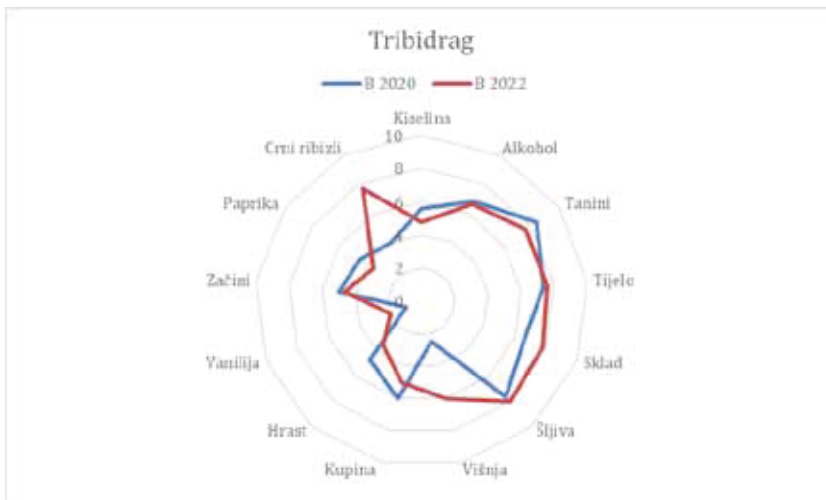 Tribidrag
B 2020 B 2022
Kiselina
Alkohol
Tanini
Tijelo
Sklad
Šljiva
Višnja
Kupina
Hrast
Vanilija
Začini
Paprika
Crni ribizli
10
8
6
4
2
0